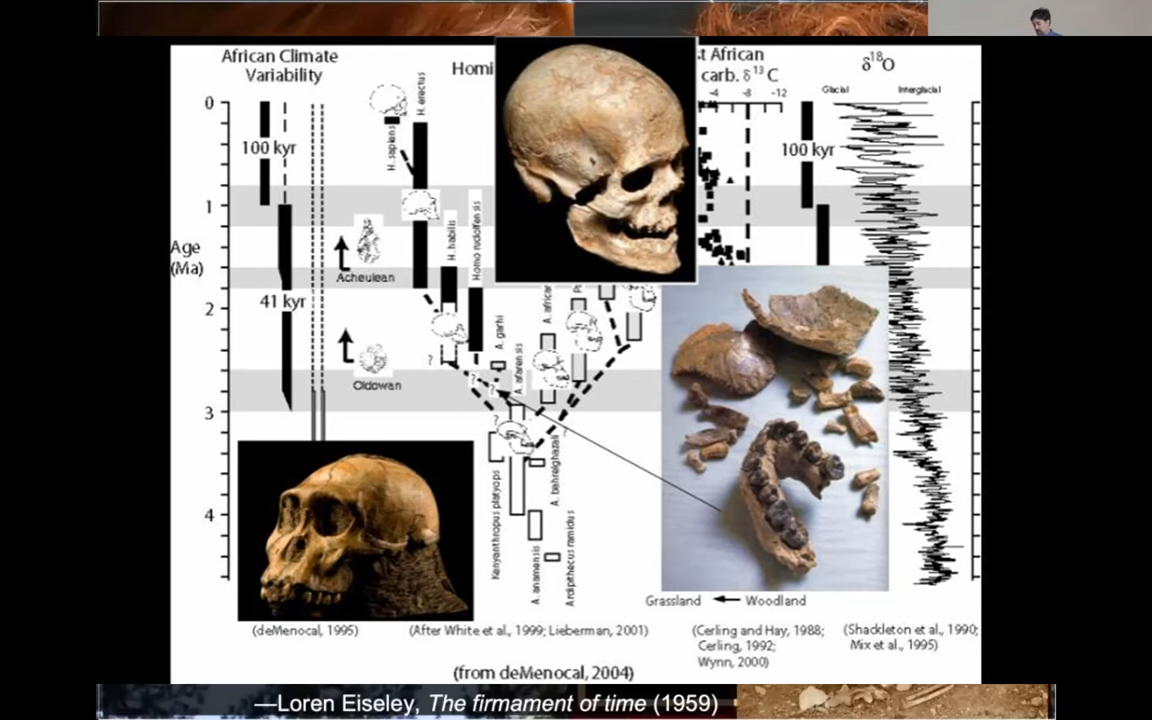 African Climate
Variability
Homi
t African
carb. δ¹³ C
-4
-8
-12
δ¹⁸O
Glacial
Interglacial
0
1
Age
(Ma)
2
3
4
100 kyr
41 kyr
Acheulean
Oldowan
H. sapiens
H. erectus
H. habilis
Homo rudolfensis
A. garhi
A. afarensis
A. african
?
?
?
?
?
Kenyanthropus platyops
A. bahrelghazali
A. anamensis
Ardipithecus ramidus
100 kyr
Grassland ← Woodland
(deMenocal, 1995)
(After White et al., 1999; Lieberman, 2001)
(Cerling and Hay, 1988;
Cerling, 1992;
Wynn, 2000)
(Shackleton et al., 1990;
Mix et al., 1995)
(from deMenocal, 2004)
—Loren Eiseley, The firmament of time (1959)